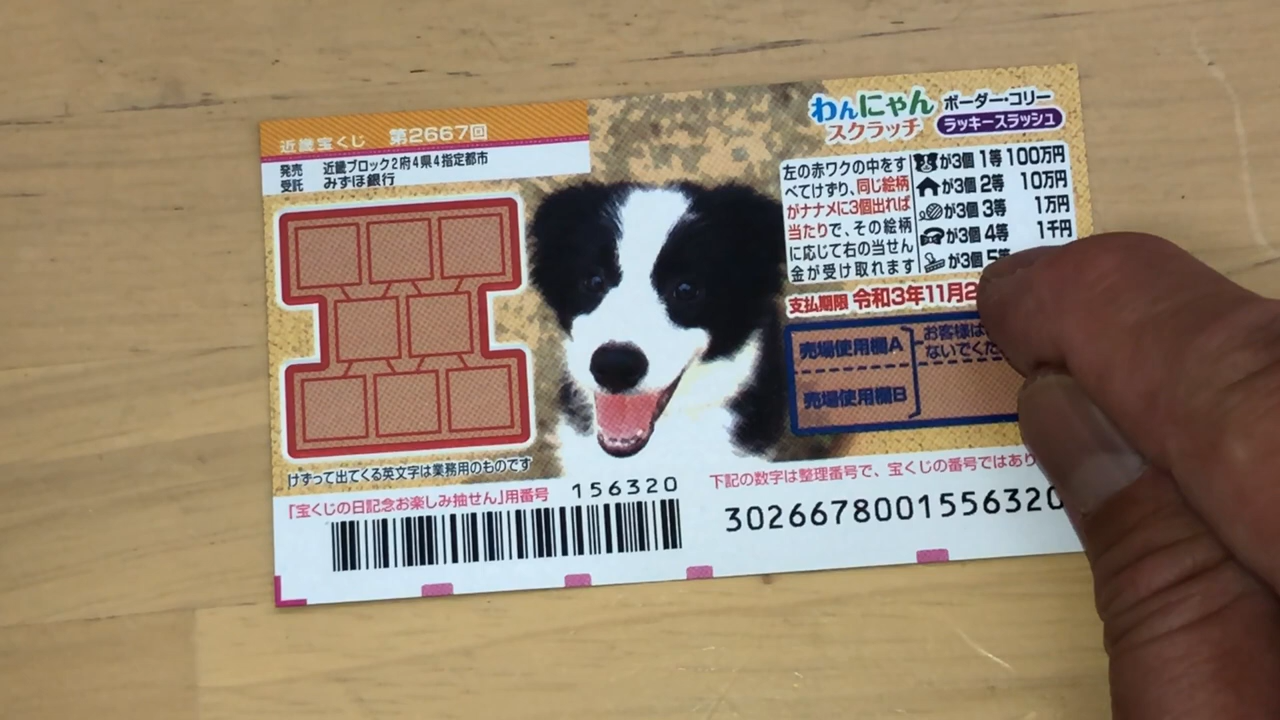 近畿宝くじ 第2667回
発売 近畿ブロック2府4県4指定都市
受託 みずほ銀行
わんにゃん
スクラッチ
ボーダー・コリー
ラッキースラッシュ
左の赤ワクの中をす
べてけずり、同じ絵柄
がナナメに3個出れば
当たりで、その絵柄
に応じて右の当せん
金が受け取れます
が3個 1等 100万円
が3個 2等 10万円
が3個 3等 1万円
が3個 4等 1千円
が3個 5等
支払期限 令和3年11月2
売場使用欄A
売場使用欄B
お客様は
ないでくだ
けずって出てくる英文字は業務用のものです
「宝くじの日記念お楽しみ抽せん」用番号 156320
下記の数字は整理番号で、宝くじの番号ではあり
3026678001556320